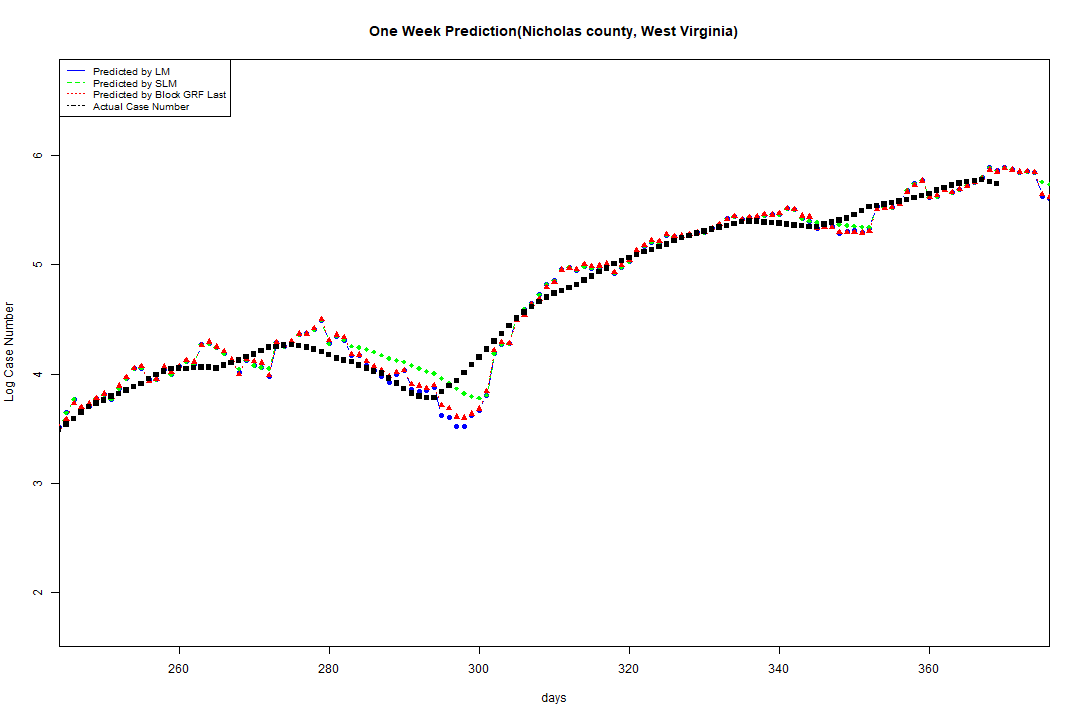 One Week Prediction(Nicholas county, West Virginia)
Predicted by LM
Predicted by SLM
Predicted by Block GRF Last
Actual Case Number
Log Case Number
6
5
4
3
2
260 280 300 320 340 360
days